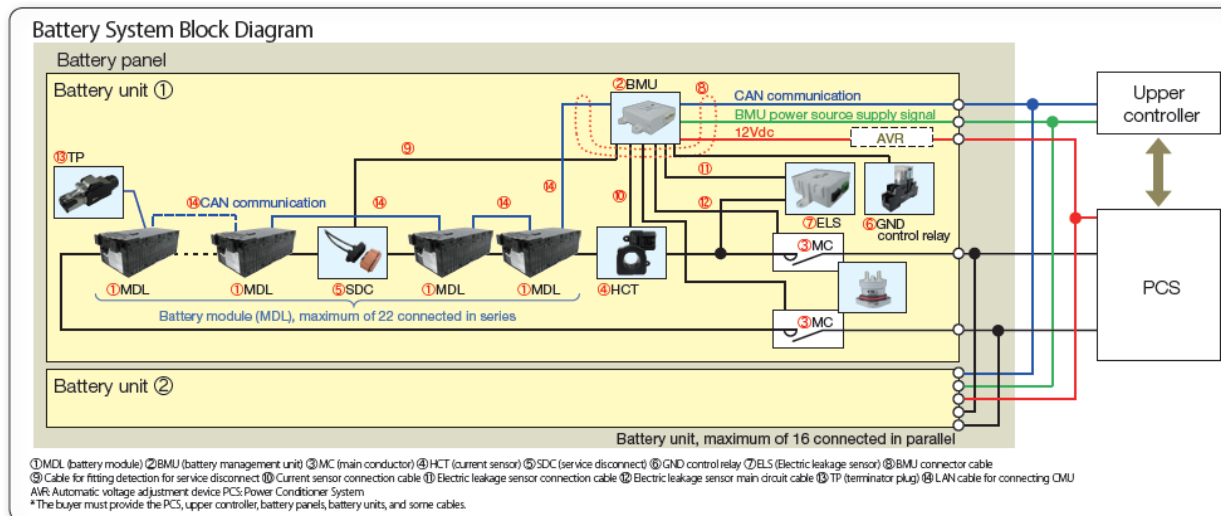 Battery System Block Diagram
Battery panel
Battery unit ①
②BMU
⑧
CAN communication
BMU power source supply signal
12Vdc
AVR
Upper
controller
⑨
⑬TP
⑪
⑭
⑩
⑭CAN communication
⑭
⑭
⑫
⑦ELS
⑥GND
control relay
③MC
①MDL
①MDL
⑤SDC
①MDL
①MDL
④HCT
PCS
Battery module (MDL), maximum of 22 connected in series
③MC
Battery unit ②
Battery unit, maximum of 16 connected in parallel
①MDL (battery module) ②BMU (battery management unit) ③MC (main conductor) ④HCT (current sensor) ⑤SDC (service disconnect) ⑥GND control relay ⑦ELS (Electric leakage sensor) ⑧BMU connector cable
⑨Cable for fitting detection for service disconnect ⑩Current sensor connection cable ⑪Electric leakage sensor connection cable ⑫Electric leakage sensor main circuit cable ⑬TP (terminator plug) ⑭LAN cable for connecting CMU
AVR: Automatic voltage adjustment device PCS: Power Conditioner System
*The buyer must provide the PCS, upper controller, battery panels, battery units, and some cables.